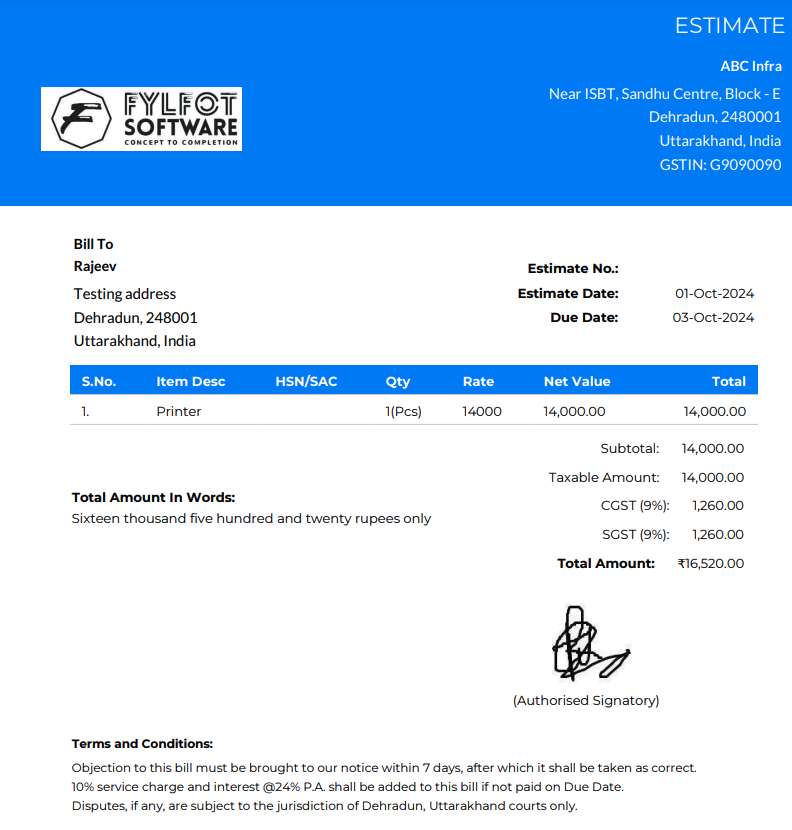 ESTIMATE
ABC Infra
Near ISBT, Sandhu Centre, Block - E
Dehradun, 2480001
Uttarakhand, India
GSTIN: G9090090
FYLFOT
SOFTWARE
CONCEPT TO COMPLETION
Bill To
Rajeev
Testing address
Dehradun, 248001
Uttarakhand, India
Estimate No.:
Estimate Date: 01-Oct-2024
Due Date: 03-Oct-2024
S.No. Item Desc HSN/SAC Qty Rate Net Value Total
1. Printer 1(Pcs) 14000 14,000.00 14,000.00
Subtotal: 14,000.00
Taxable Amount: 14,000.00
CGST (9%): 1,260.00
SGST (9%): 1,260.00
Total Amount: ₹16,520.00
Total Amount In Words:
Sixteen thousand five hundred and twenty rupees only
(Authorised Signatory)
Terms and Conditions:
Objection to this bill must be brought to our notice within 7 days, after which it shall be taken as correct.
10% service charge and interest @24% P.A. shall be added to this bill if not paid on Due Date.
Disputes, if any, are subject to the jurisdiction of Dehradun, Uttarakhand courts only.